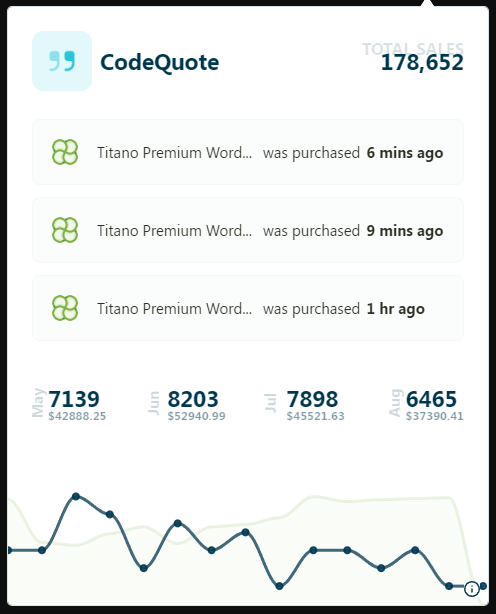 CodeQuote
TOTAL SALES
178,652
Titano Premium Word... was purchased 6 mins ago
Titano Premium Word... was purchased 9 mins ago
Titano Premium Word... was purchased 1 hr ago
May 7139 $42888.25
Jun 8203 $52940.99
Jul 7898 $45521.63
Aug 6465 $37390.41